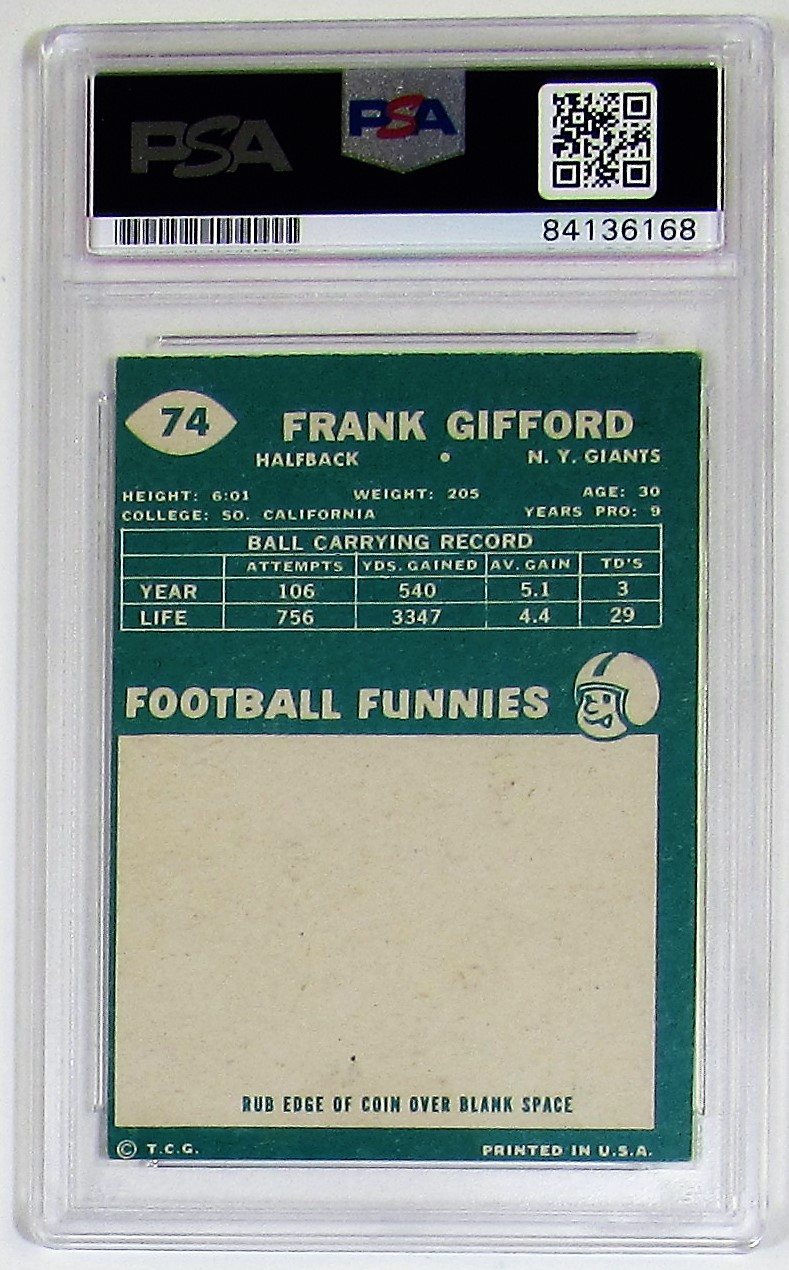 PSA PSA
84136168
74 FRANK GIFFORD
HALFBACK • N. Y. GIANTS
HEIGHT: 6:01 WEIGHT: 205 AGE: 30
COLLEGE: SO. CALIFORNIA YEARS PRO: 9
BALL CARRYING RECORD
ATTEMPTS YDS. GAINED AV. GAIN TD'S
YEAR 106 540 5.1 3
LIFE 756 3347 4.4 29
FOOTBALL FUNNIES
RUB EDGE OF COIN OVER BLANK SPACE
© T.C.G. PRINTED IN U.S.A.